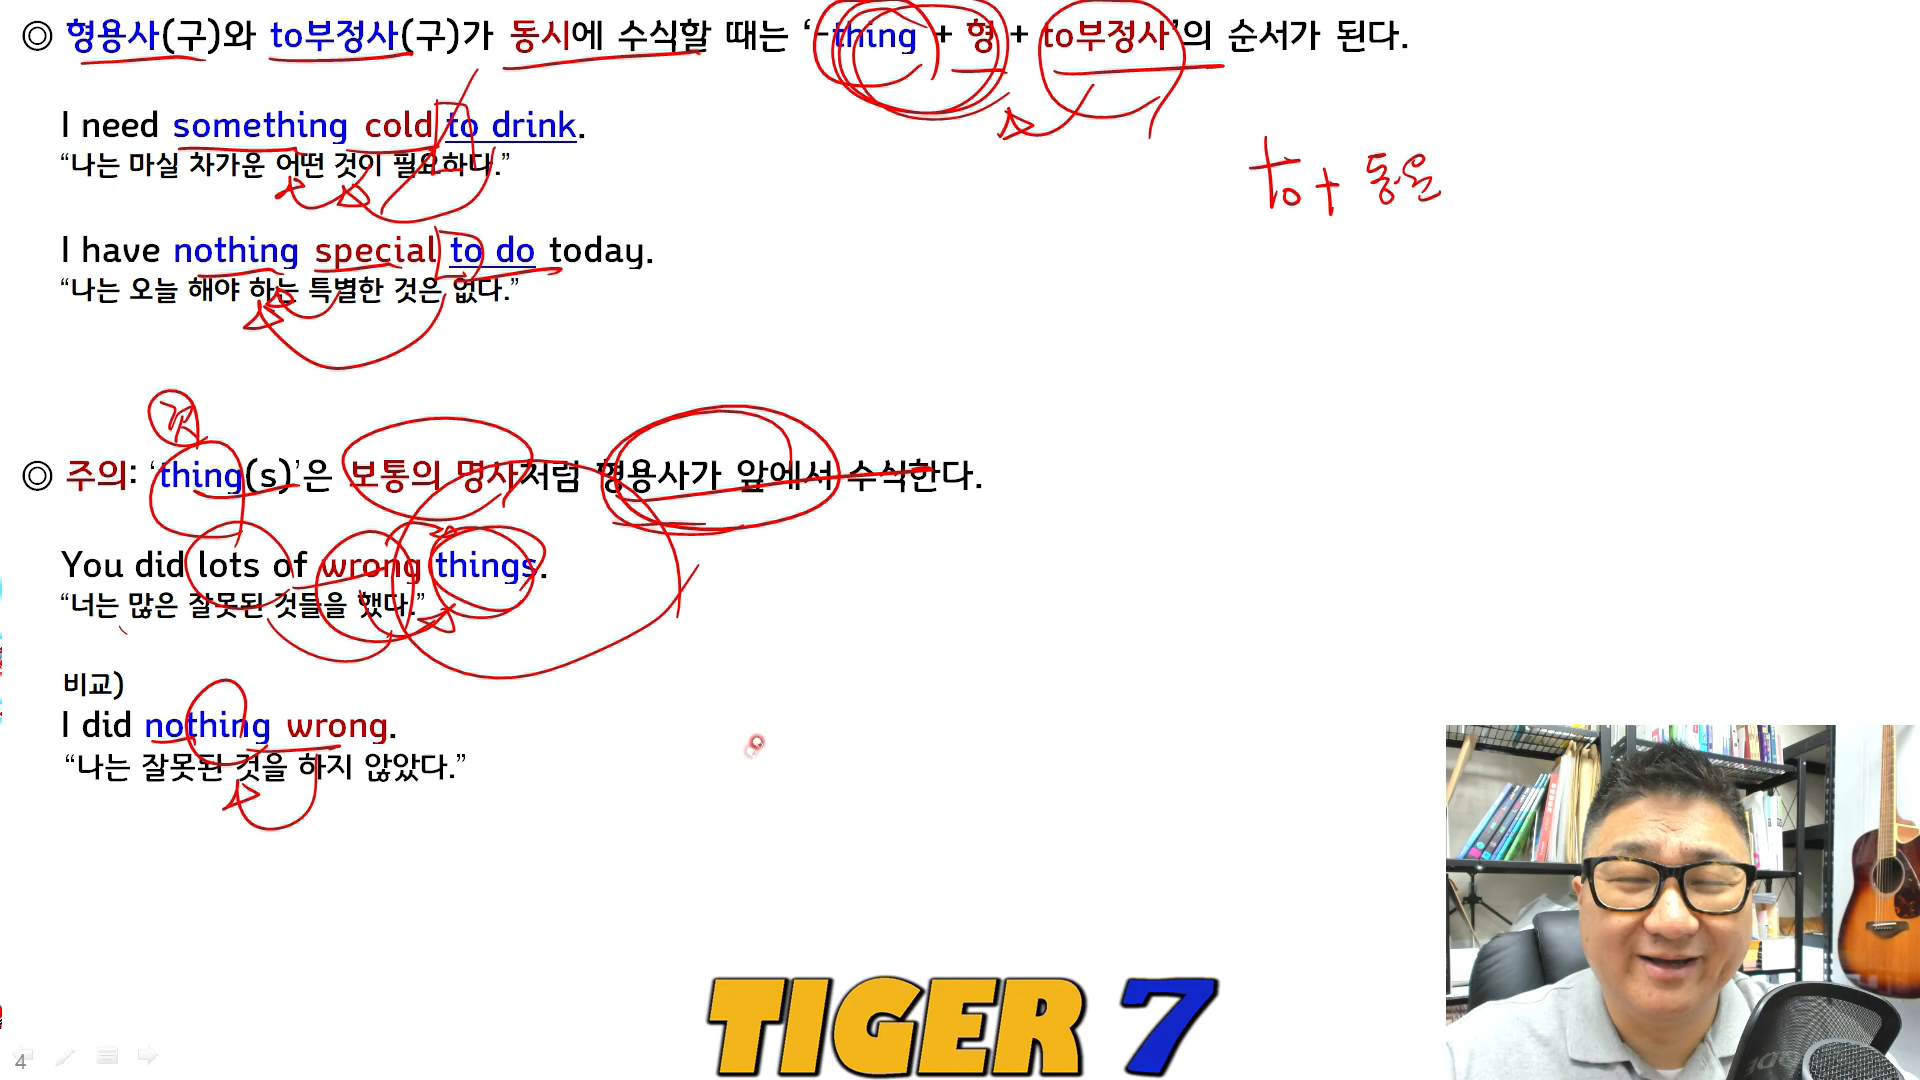 ◎ 형용사(구)와 to부정사(구)가 동시에 수식할 때는 ‘-thing + 형 + to부정사’의 순서가 된다.
I need something cold to drink.
“나는 마실 차가운 어떤 것이 필요하다.”
to + 동원
I have nothing special to do today.
“나는 오늘 해야 하는 특별한 것은 없다.”
것
◎ 주의: ‘thing(s)’은 보통의 명사처럼 형용사가 앞에서 수식한다.
You did lots of wrong things.
“너는 많은 잘못된 것들을 했다.”
비교)
I did nothing wrong.
“나는 잘못된 것을 하지 않았다.”
TIGER 7
4